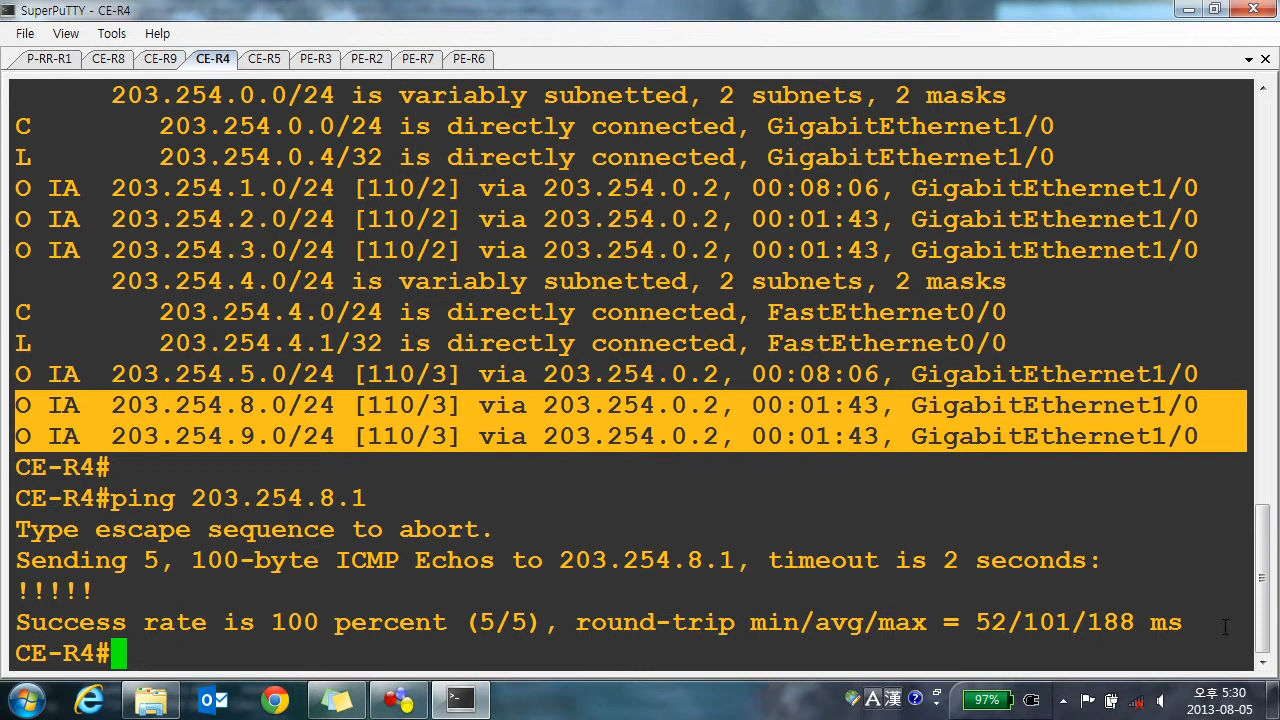 SuperPuTTY - CE-R4
File View Tools Help
P-RR-R1 CE-R8 CE-R9 CE-R4 CE-R5 PE-R3 PE-R2 PE-R7 PE-R6
203.254.0.0/24 is variably subnetted, 2 subnets, 2 masks
C 203.254.0.0/24 is directly connected, GigabitEthernet1/0
L 203.254.0.4/32 is directly connected, GigabitEthernet1/0
O IA 203.254.1.0/24 [110/2] via 203.254.0.2, 00:08:06, GigabitEthernet1/0
O IA 203.254.2.0/24 [110/2] via 203.254.0.2, 00:01:43, GigabitEthernet1/0
O IA 203.254.3.0/24 [110/2] via 203.254.0.2, 00:01:43, GigabitEthernet1/0
203.254.4.0/24 is variably subnetted, 2 subnets, 2 masks
C 203.254.4.0/24 is directly connected, FastEthernet0/0
L 203.254.4.1/32 is directly connected, FastEthernet0/0
O IA 203.254.5.0/24 [110/3] via 203.254.0.2, 00:08:06, GigabitEthernet1/0
O IA 203.254.8.0/24 [110/3] via 203.254.0.2, 00:01:43, GigabitEthernet1/0
O IA 203.254.9.0/24 [110/3] via 203.254.0.2, 00:01:43, GigabitEthernet1/0
CE-R4#
CE-R4#ping 203.254.8.1
Type escape sequence to abort.
Sending 5, 100-byte ICMP Echos to 203.254.8.1, timeout is 2 seconds:
!!!!!
Success rate is 100 percent (5/5), round-trip min/avg/max = 52/101/188 ms
CE-R4#
A 漢 97% 오후 5:30
2013-08-05